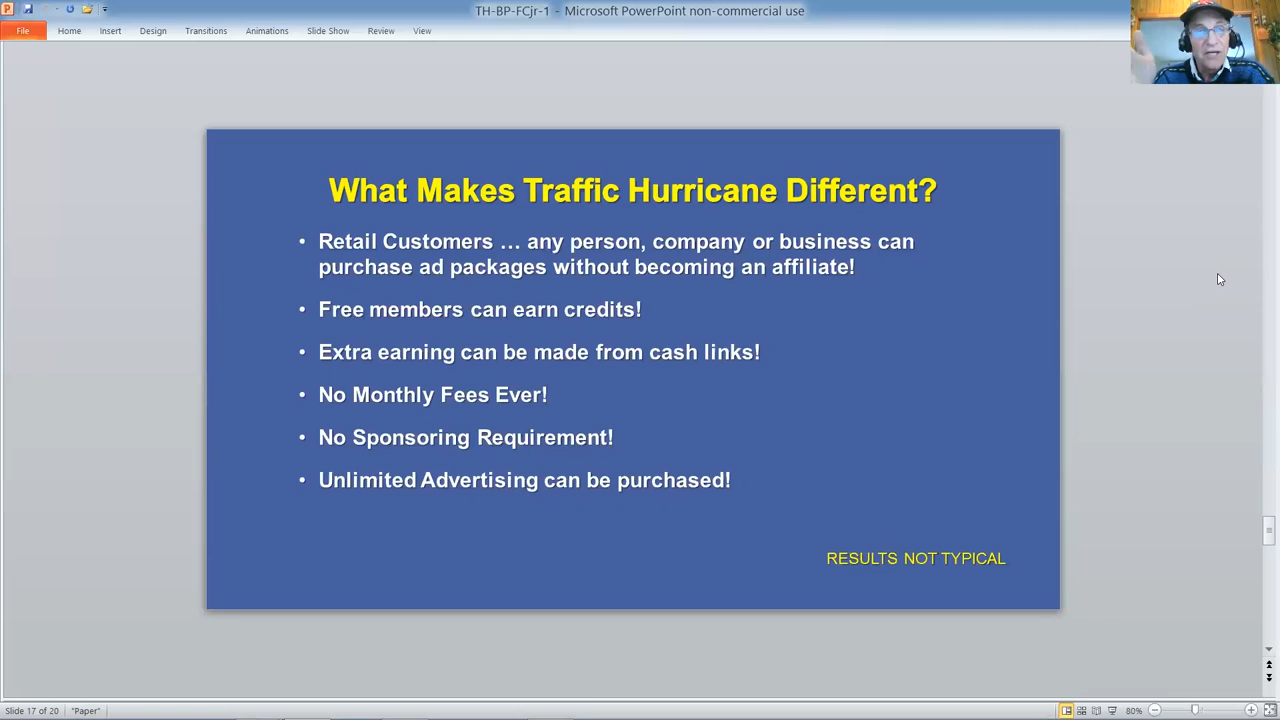 TH-BP-FCjr-1 - Microsoft PowerPoint non-commercial use
File Home Insert Design Transitions Animations Slide Show Review View
What Makes Traffic Hurricane Different?
• Retail Customers … any person, company or business can
purchase ad packages without becoming an affiliate!
• Free members can earn credits!
• Extra earning can be made from cash links!
• No Monthly Fees Ever!
• No Sponsoring Requirement!
• Unlimited Advertising can be purchased!
RESULTS NOT TYPICAL
Slide 17 of 20 "Paper" 80%